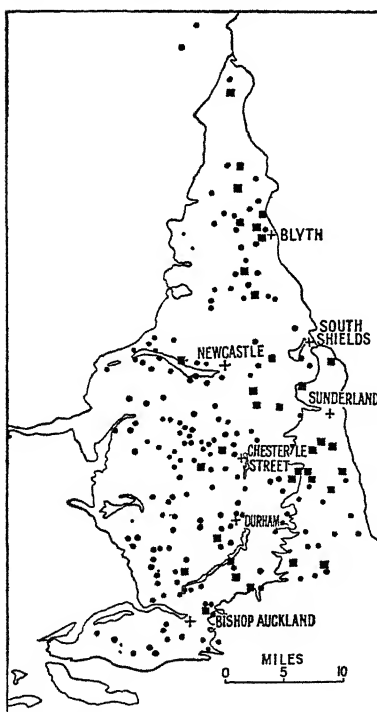 BLYTH
SOUTH
SHIELDS
NEWCASTLE
SUNDERLAND
CHESTER LE
STREET
DURHAM
BISHOP AUCKLAND
MILES
0 5 10